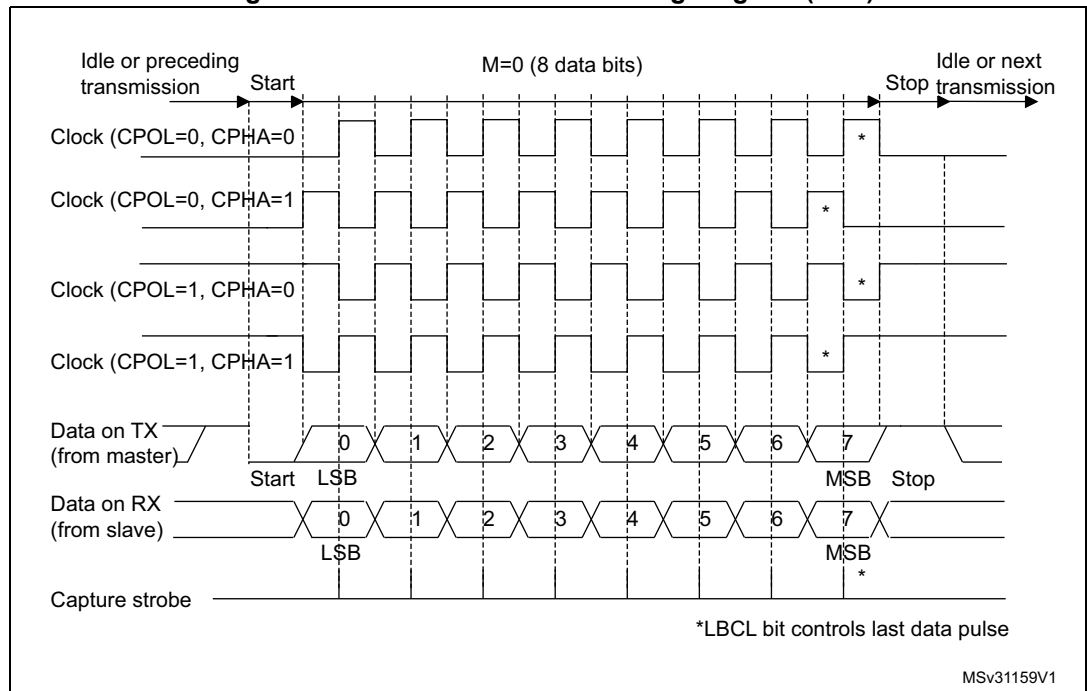 Idle or preceding
transmission
Start
M=0 (8 data bits)
Stop
Idle or next
transmission
Clock (CPOL=0, CPHA=0
*
Clock (CPOL=0, CPHA=1
*
Clock (CPOL=1, CPHA=0
*
Clock (CPOL=1, CPHA=1
*
Data on TX
(from master)
0 1 2 3 4 5 6 7
Start LSB MSB Stop
Data on RX
(from slave)
0 1 2 3 4 5 6 7
LSB MSB
*
Capture strobe
*LBCL bit controls last data pulse
MSv31159V1